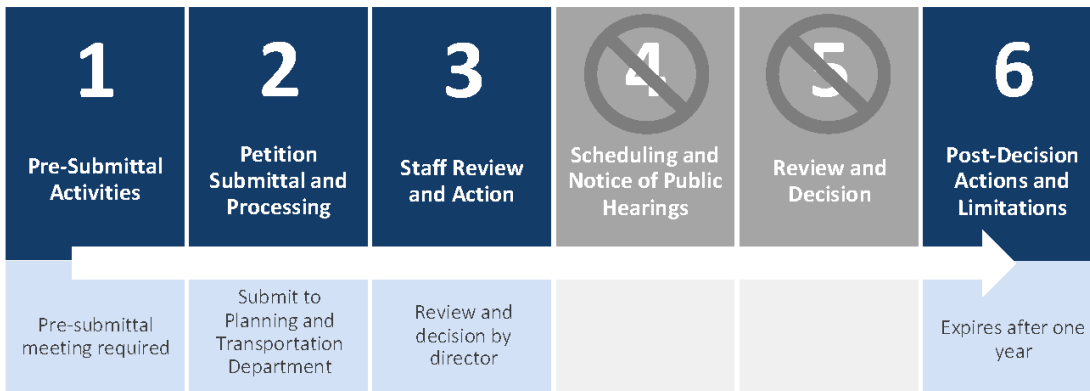 1
Pre-Submittal
Activities
2
Petition
Submittal and
Processing
3
Staff Review
and Action
4
Scheduling and
Notice of Public
Hearings
5
Review and
Decision
6
Post-Decision
Actions and
Limitations
Pre-submittal
meeting required
Submit to
Planning and
Transportation
Department
Review and
decision by
director
Expires after one
year